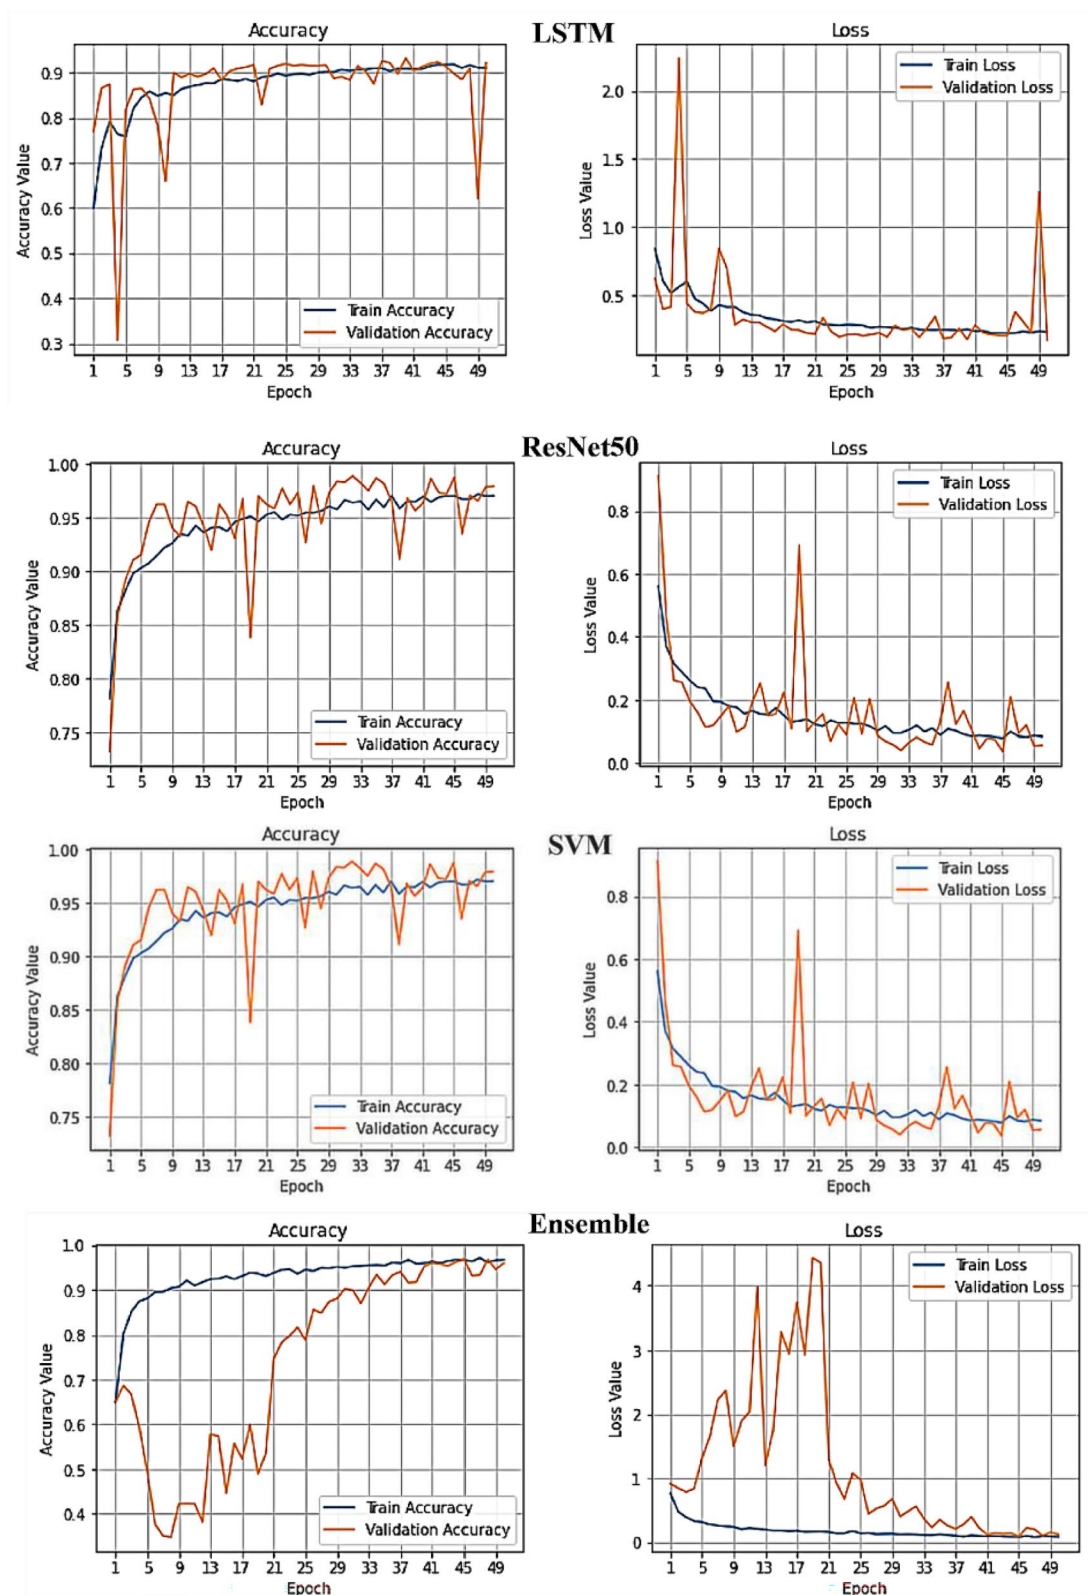 LSTM
Accuracy
Accuracy Value
0.9
0.8
0.7
0.6
0.5
0.4
0.3
Train Accuracy
Validation Accuracy
1 5 9 13 17 21 25 29 33 37 41 45 49
Epoch
Loss
Loss Value
2.0
1.5
1.0
0.5
Train Loss
Validation Loss
1 5 9 13 17 21 25 29 33 37 41 45 49
Epoch
ResNet50
Accuracy
Accuracy Value
1.00
0.95
0.90
0.85
0.80
0.75
Train Accuracy
Validation Accuracy
1 5 9 13 17 21 25 29 33 37 41 45 49
Epoch
Loss
Loss Value
0.8
0.6
0.4
0.2
0.0
Train Loss
Validation Loss
1 5 9 13 17 21 25 29 33 37 41 45 49
Epoch
SVM
Accuracy
Accuracy Value
1.00
0.95
0.90
0.85
0.80
0.75
Train Accuracy
Validation Accuracy
1 5 9 13 17 21 25 29 33 37 41 45 49
Epoch
Loss
Loss Value
0.8
0.6
0.4
0.2
0.0
Train Loss
Validation Loss
1 5 9 13 17 21 25 29 33 37 41 45 49
Epoch
Ensemble
Accuracy
Accuracy Value
1.0
0.9
0.8
0.7
0.6
0.5
0.4
Train Accuracy
Validation Accuracy
1 5 9 13 17 21 25 29 33 37 41 45 49
Epoch
Loss
Loss Value
4
3
2
1
0
Train Loss
Validation Loss
1 5 9 13 17 21 25 29 33 37 41 45 49
Epoch